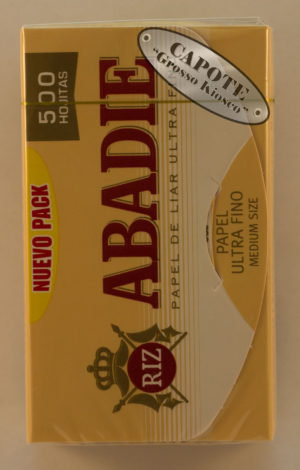 500
HOJITAS
CAPOTE
"Grosso Kiosco"
NUEVO PACK
ABADIE
PAPEL DE LIAR ULTRA F
PAPEL
ULTRA FINO
MEDIUM SIZE
RIZ